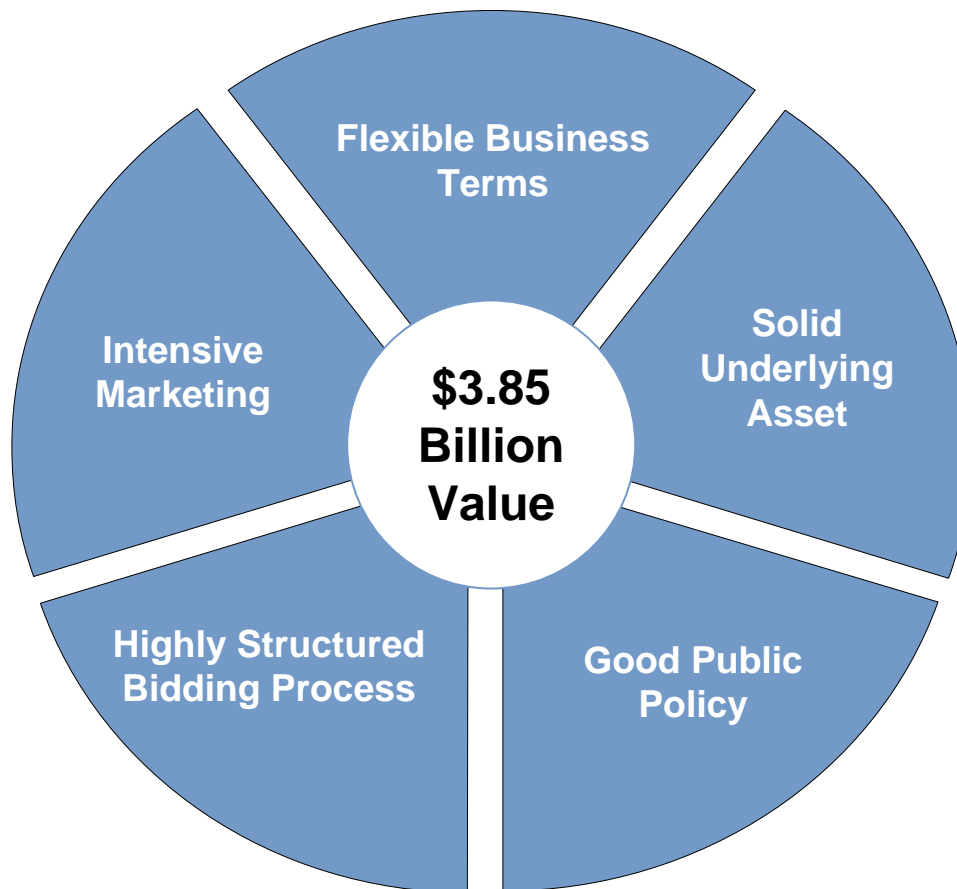 Flexible Business
Terms
Solid
Underlying
Asset
Intensive
Marketing
$3.85
Billion
Value
Highly Structured
Bidding Process
Good Public
Policy